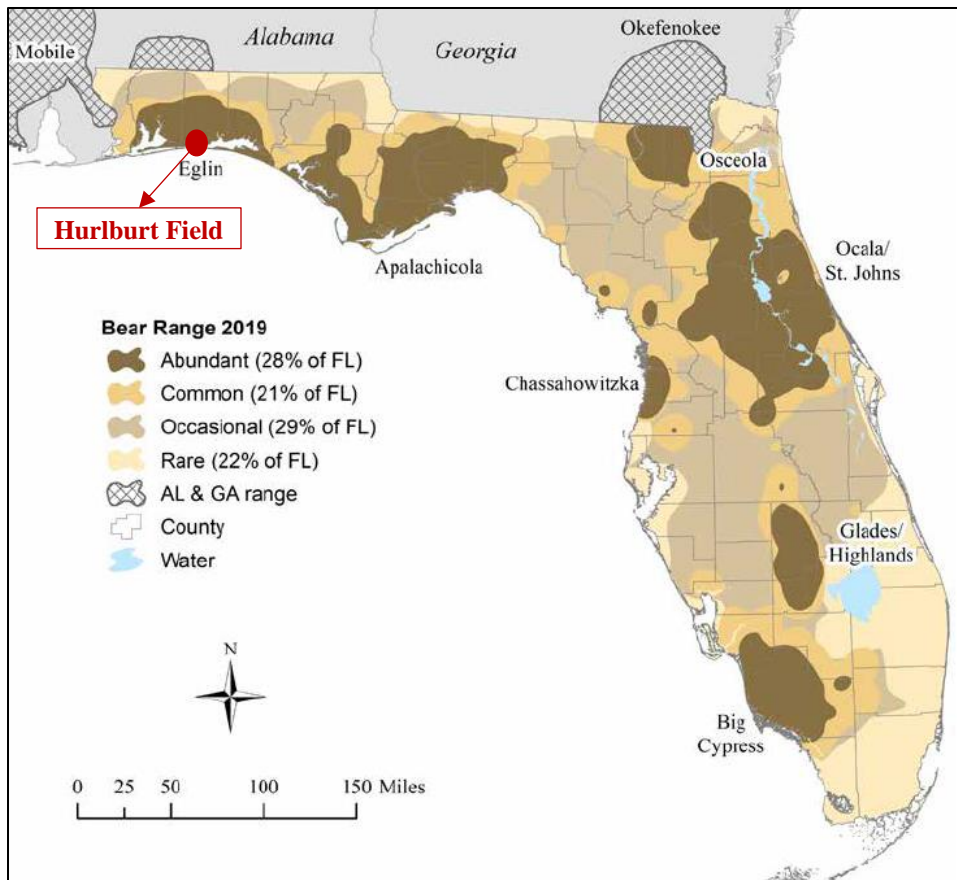 Alabama
Georgia
Okefenokee
Mobile
Osceola
Eglin
Hurlburt Field
Apalachicola
Ocala/
St. Johns
Bear Range 2019
Abundant (28% of FL)
Common (21% of FL)
Occasional (29% of FL)
Rare (22% of FL)
AL & GA range
County
Water
Chassahowitzka
Glades/
Highlands
N
Big
Cypress
0 25 50 100 150 Miles